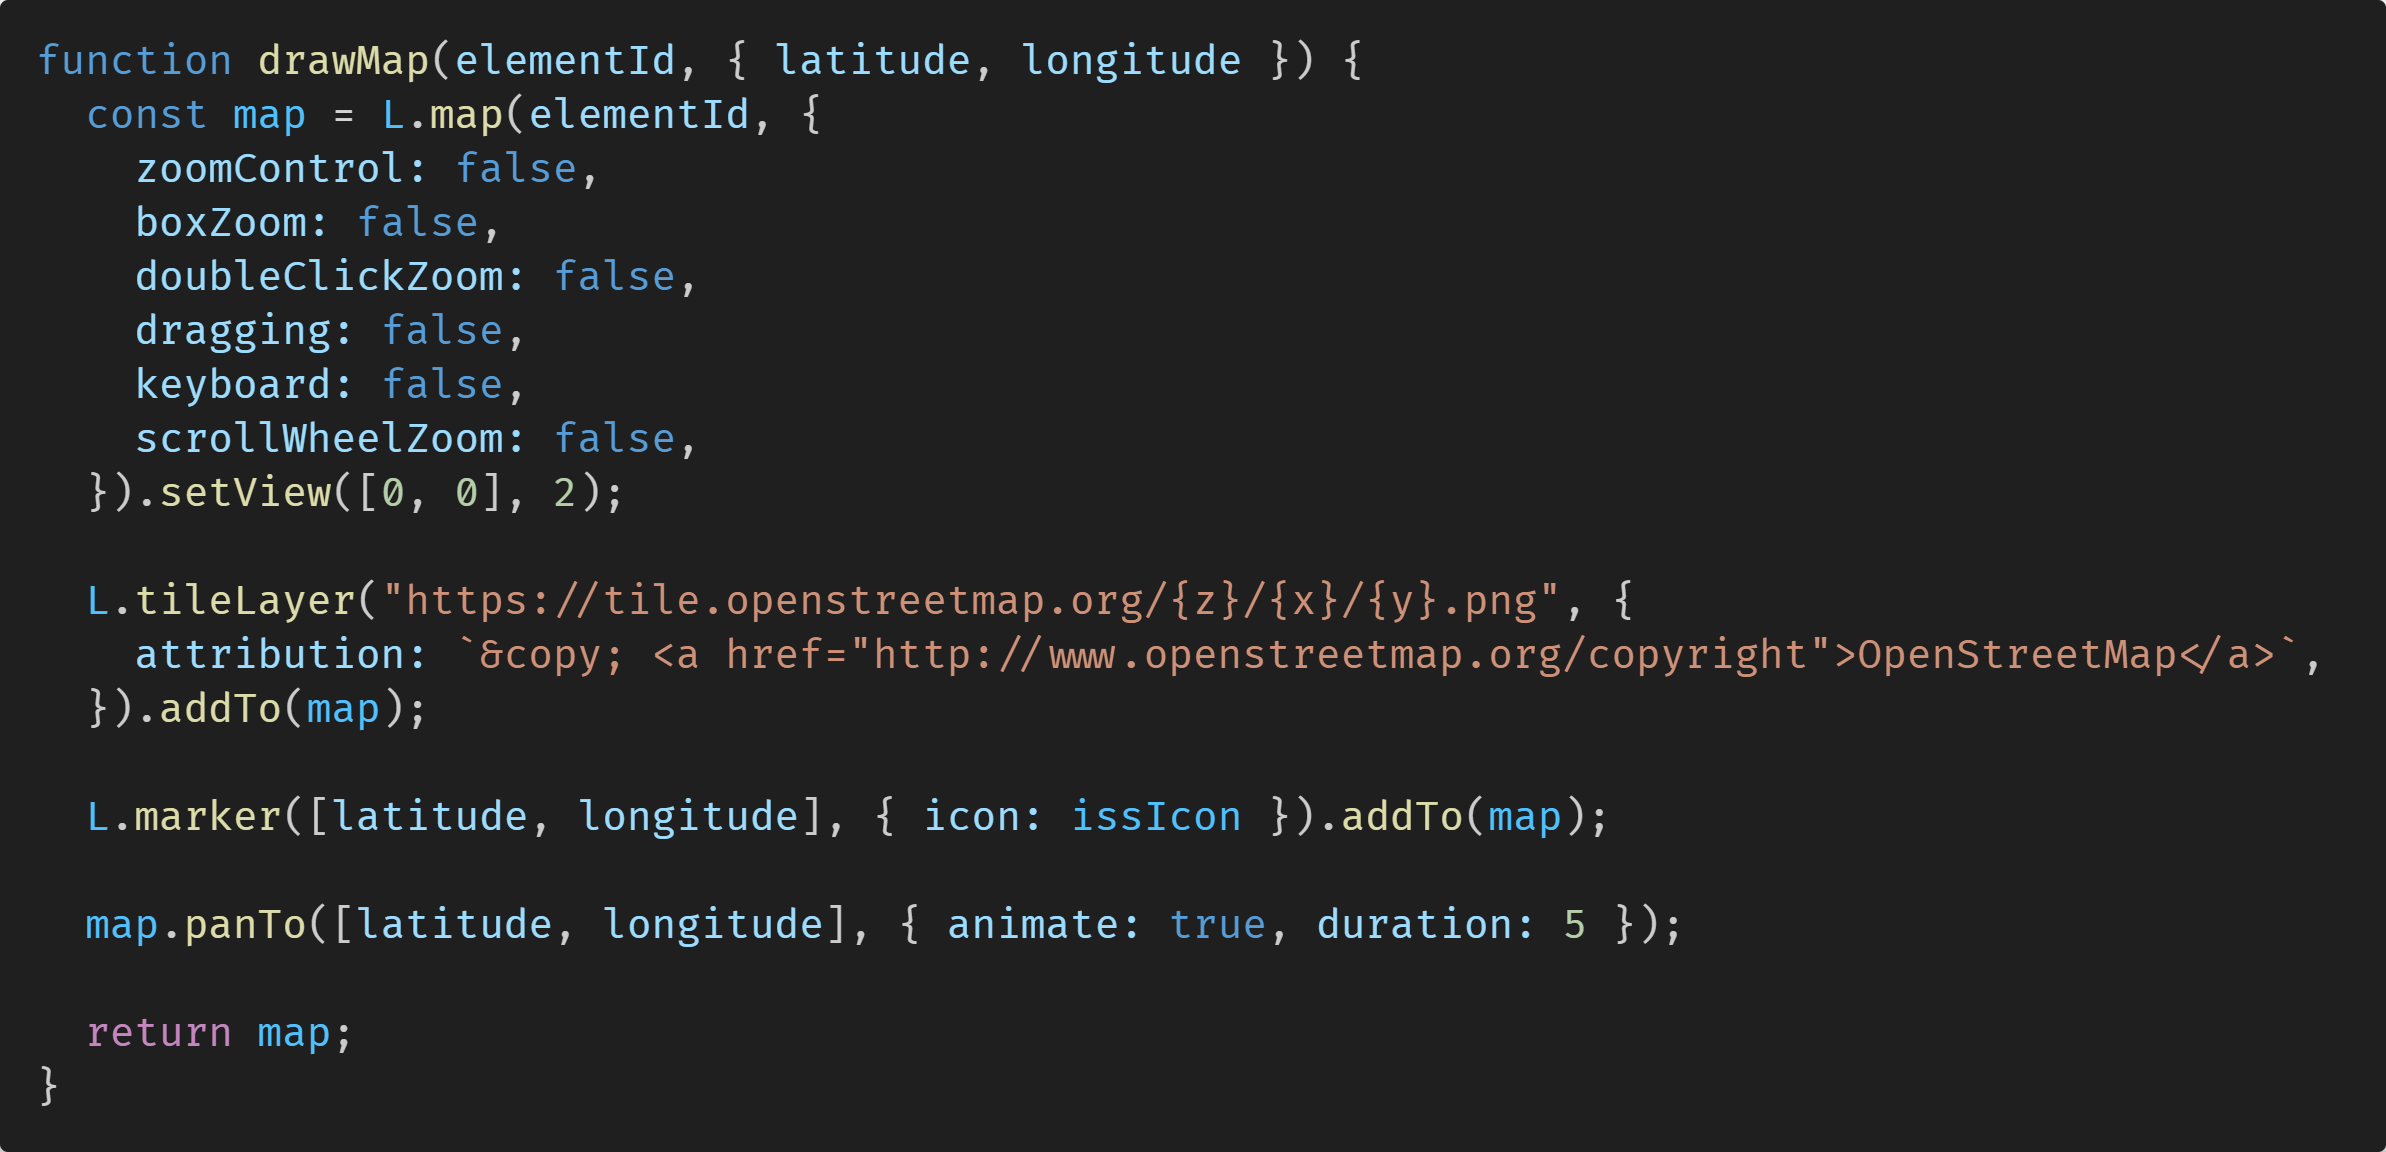 function drawMap(elementId, { latitude, longitude }) {
  const map = L.map(elementId, {
    zoomControl: false,
    boxZoom: false,
    doubleClickZoom: false,
    dragging: false,
    keyboard: false,
    scrollWheelZoom: false,
  }).setView([0, 0], 2);

  L.tileLayer("https://tile.openstreetmap.org/{z}/{x}/{y}.png", {
    attribution: `&copy; <a href="http://www.openstreetmap.org/copyright">OpenStreetMap</a>`,
  }).addTo(map);

  L.marker([latitude, longitude], { icon: issIcon }).addTo(map);

  map.panTo([latitude, longitude], { animate: true, duration: 5 });

  return map;
}